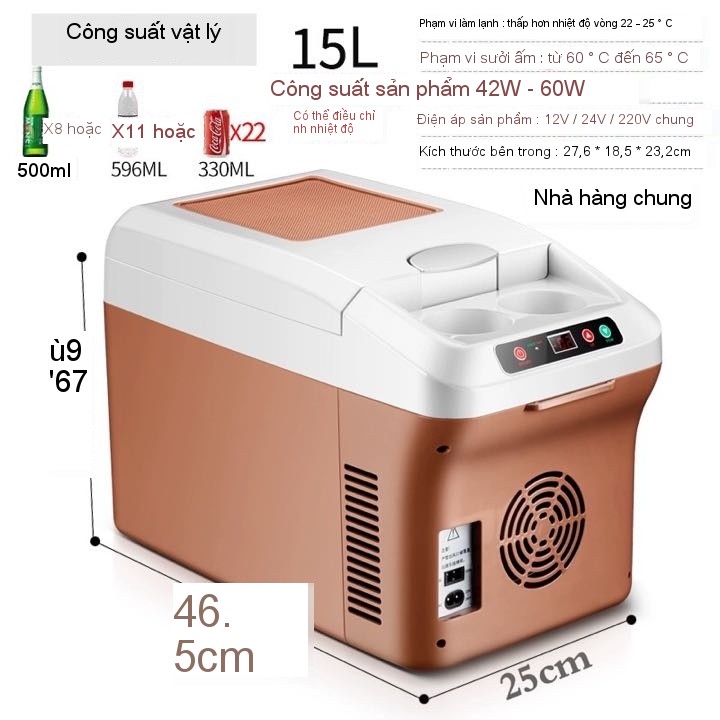 Công suất vật lý
15L
Phạm vi làm lạnh : thấp hơn nhiệt độ vòng 22 – 25 ° C
Phạm vi sưởi ấm : từ 60 ° C đến 65 ° C
Công suất sản phẩm 42W - 60W
Có thể điều chỉ
nh nhiệt độ
Điện áp sản phẩm : 12V / 24V / 220V chung
Kích thước bên trong : 27,6 * 18,5 * 23,2cm
Nhà hàng chung
X8 hoặc
X11 hoặc
Coca-Cola
X22
500ml
596ML
330ML
ù9
'67
46.
5cm
25cm